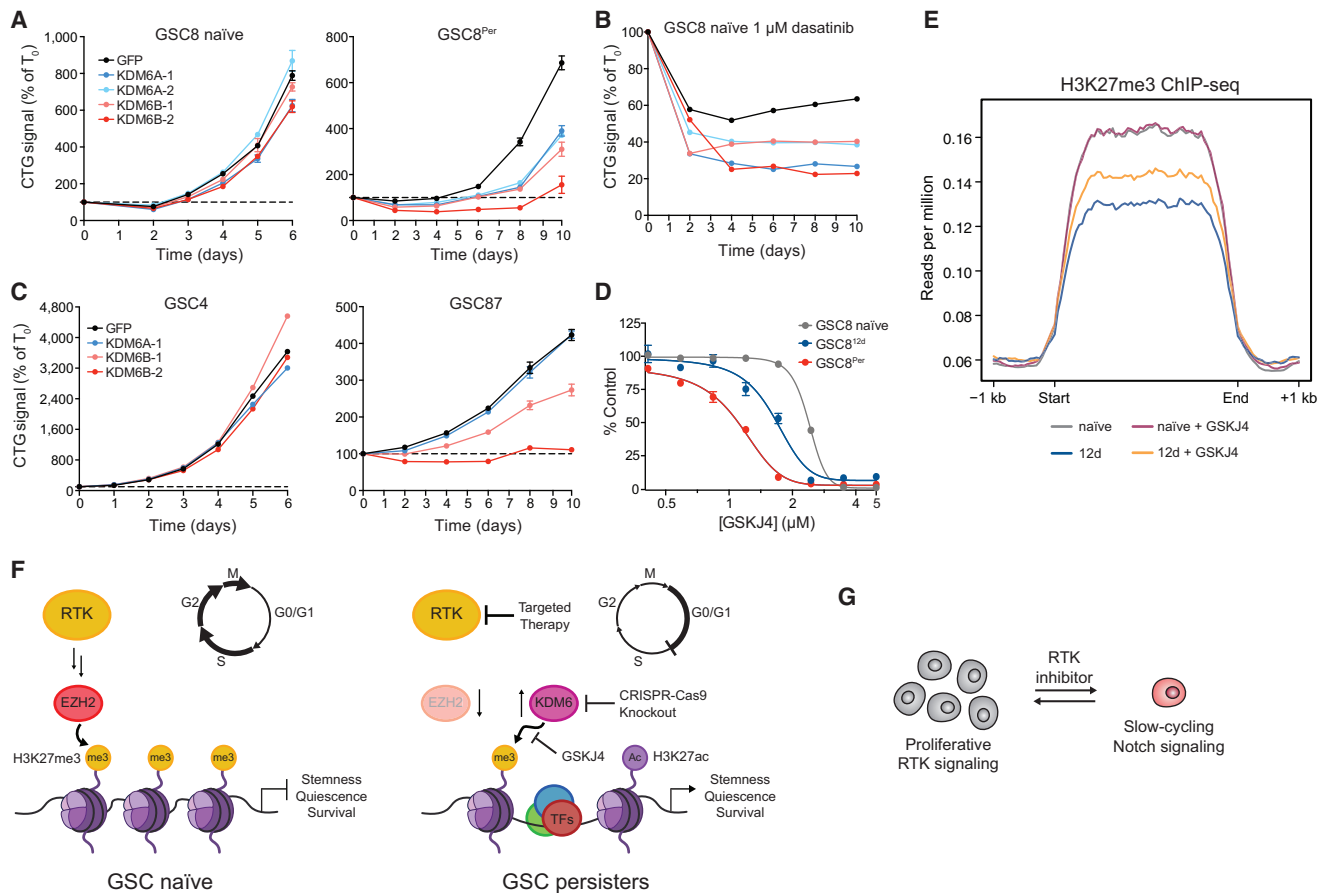 A
GSC8 naïve
CTG signal (% of T0)
1,000
800
600
400
200
0
GFP
KDM6A-1
KDM6A-2
KDM6B-1
KDM6B-2
0 1 2 3 4 5 6
Time (days)
GSC8Per
800
600
400
200
0
0 1 2 3 4 5 6 7 8 9 10
Time (days)
B
GSC8 naïve 1 µM dasatinib
CTG signal (% of T0)
100
80
60
40
20
0
0 1 2 3 4 5 6 7 8 9 10
Time (days)
C
GSC4
CTG signal (% of T0)
4,800
4,000
3,200
2,400
1,600
800
0
GFP
KDM6A-1
KDM6B-1
KDM6B-2
0 1 2 3 4 5 6
Time (days)
GSC87
500
400
300
200
100
0
0 1 2 3 4 5 6 7 8 9 10
Time (days)
D
% Control
125
100
75
50
25
0
GSC8 naïve
GSC812d
GSC8Per
0.5 1 2 4 5
[GSKJ4] (µM)
E
H3K27me3 ChIP-seq
Reads per million
0.16
0.14
0.12
0.10
0.08
0.06
−1 kb Start End +1 kb
naïve naïve + GSKJ4
12d 12d + GSKJ4
F
RTK
M
G2
G0/G1
S
EZH2
H3K27me3
me3
me3
me3
Stemness
Quiescence
Survival
GSC naïve
RTK
Targeted
Therapy
M
G2
G0/G1
S
EZH2
KDM6
CRISPR-Cas9
Knockout
me3
GSKJ4
Ac
H3K27ac
TFs
Stemness
Quiescence
Survival
GSC persisters
G
RTK
inhibitor
Proliferative
RTK signaling
Slow-cycling
Notch signaling